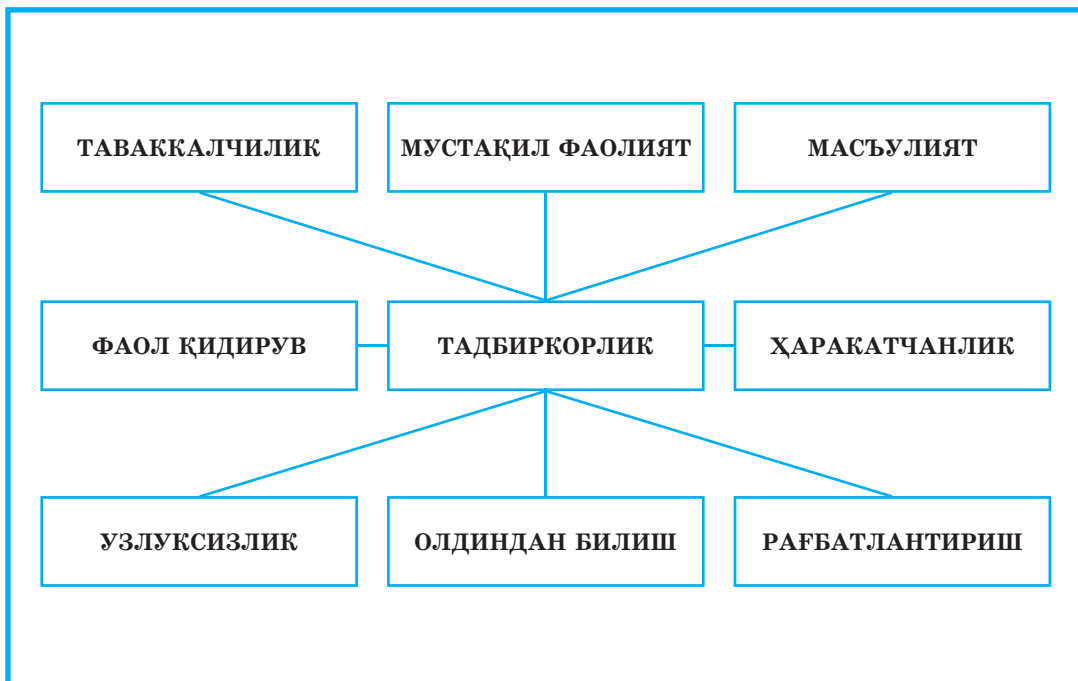 ТАВАККАЛЧИЛИК
МУСТАҚИЛ ФАОЛИЯТ
МАСЪУЛИЯТ
ФАОЛ ҚИДИРУВ
ТАДБИРКОРЛИК
ҲАРАКАТЧАНЛИК
УЗЛУКСИЗЛИК
ОЛДИНДАН БИЛИШ
РАҒБАТЛАНТИРИШ